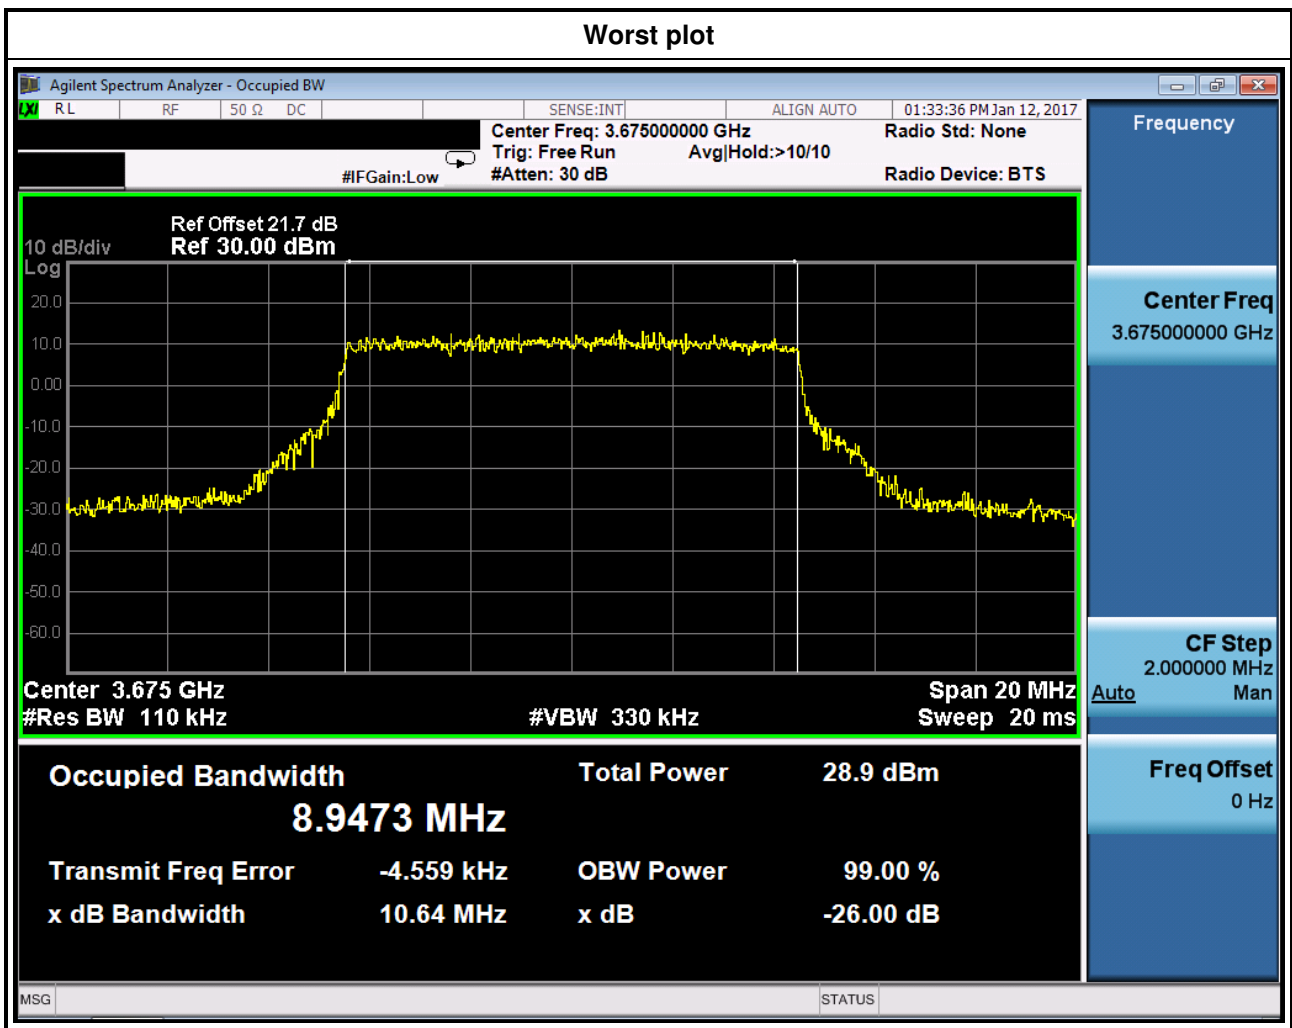 Worst plot
Agilent Spectrum Analyzer - Occupied BW
LXI RL RF 50 Ω DC SENSE:INT ALIGN AUTO 01:33:36 PM Jan 12, 2017
Center Freq: 3.675000000 GHz Radio Std: None
Trig: Free Run Avg|Hold:>10/10
#IFGain:Low #Atten: 30 dB Radio Device: BTS
Frequency
Ref Offset 21.7 dB
10 dB/div Ref 30.00 dBm
Log
20.0
10.0
0.00
-10.0
-20.0
-30.0
-40.0
-50.0
-60.0
Center 3.675 GHz Span 20 MHz
#Res BW 110 kHz #VBW 330 kHz Sweep 20 ms
Center Freq
3.675000000 GHz
CF Step
2.000000 MHz
Auto Man
Freq Offset
0 Hz
Occupied Bandwidth Total Power 28.9 dBm
8.9473 MHz
Transmit Freq Error -4.559 kHz OBW Power 99.00 %
x dB Bandwidth 10.64 MHz x dB -26.00 dB
MSG STATUS